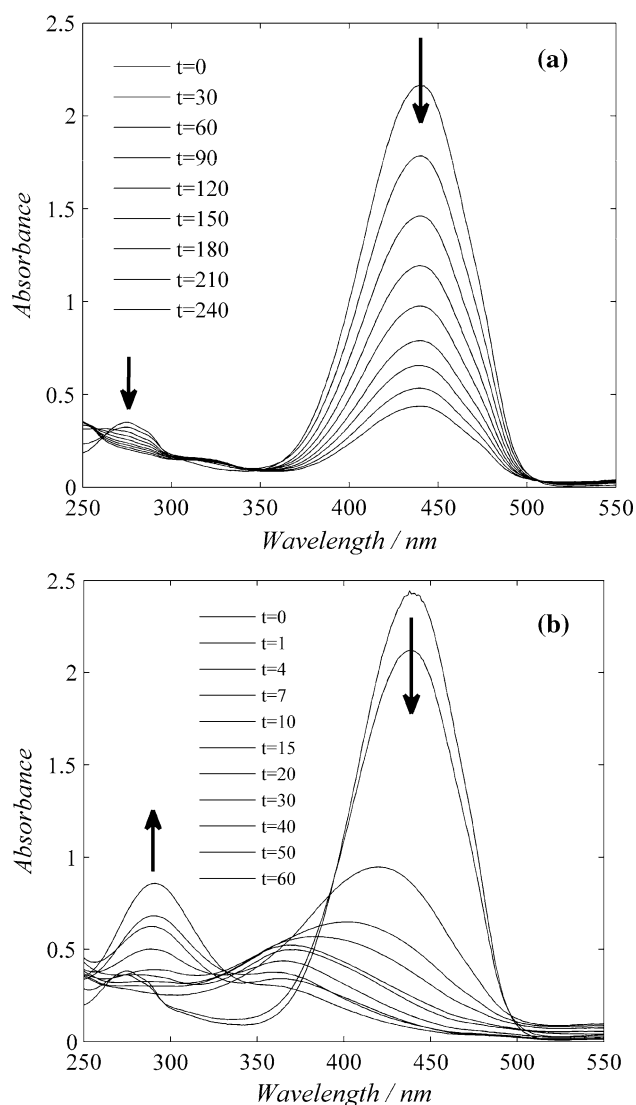 2.5
2
1.5
1
0.5
0
Absorbance
(a)
t=0
t=30
t=60
t=90
t=120
t=150
t=180
t=210
t=240
250 300 350 400 450 500 550
Wavelength / nm
2.5
2
1.5
1
0.5
0
Absorbance
(b)
t=0
t=1
t=4
t=7
t=10
t=15
t=20
t=30
t=40
t=50
t=60
250 300 350 400 450 500 550
Wavelength / nm